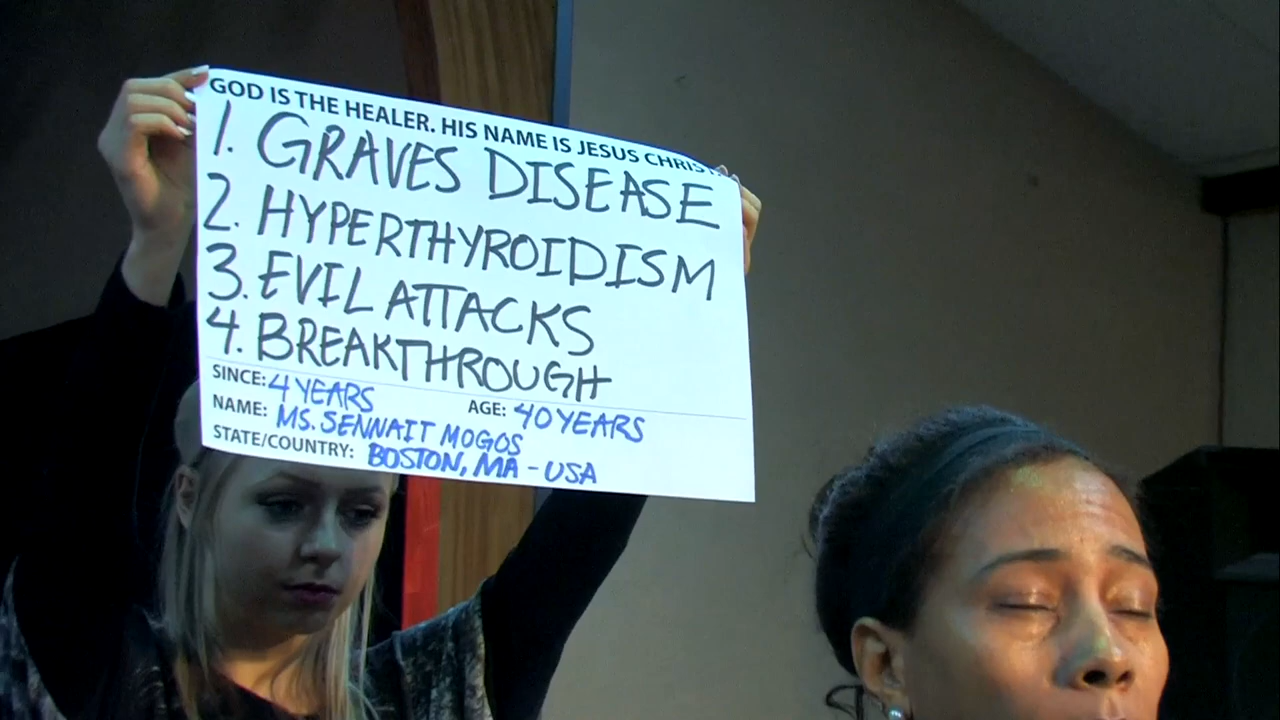 GOD IS THE HEALER. HIS NAME IS JESUS CHRIST.
1. GRAVES DISEASE
2. HYPERTHYROIDISM
3. EVIL ATTACKS
4. BREAKTHROUGH
SINCE: 4 YEARS AGE: 40 YEARS
NAME: MS. SENNAIT MOGOS
STATE/COUNTRY: BOSTON, MA - USA